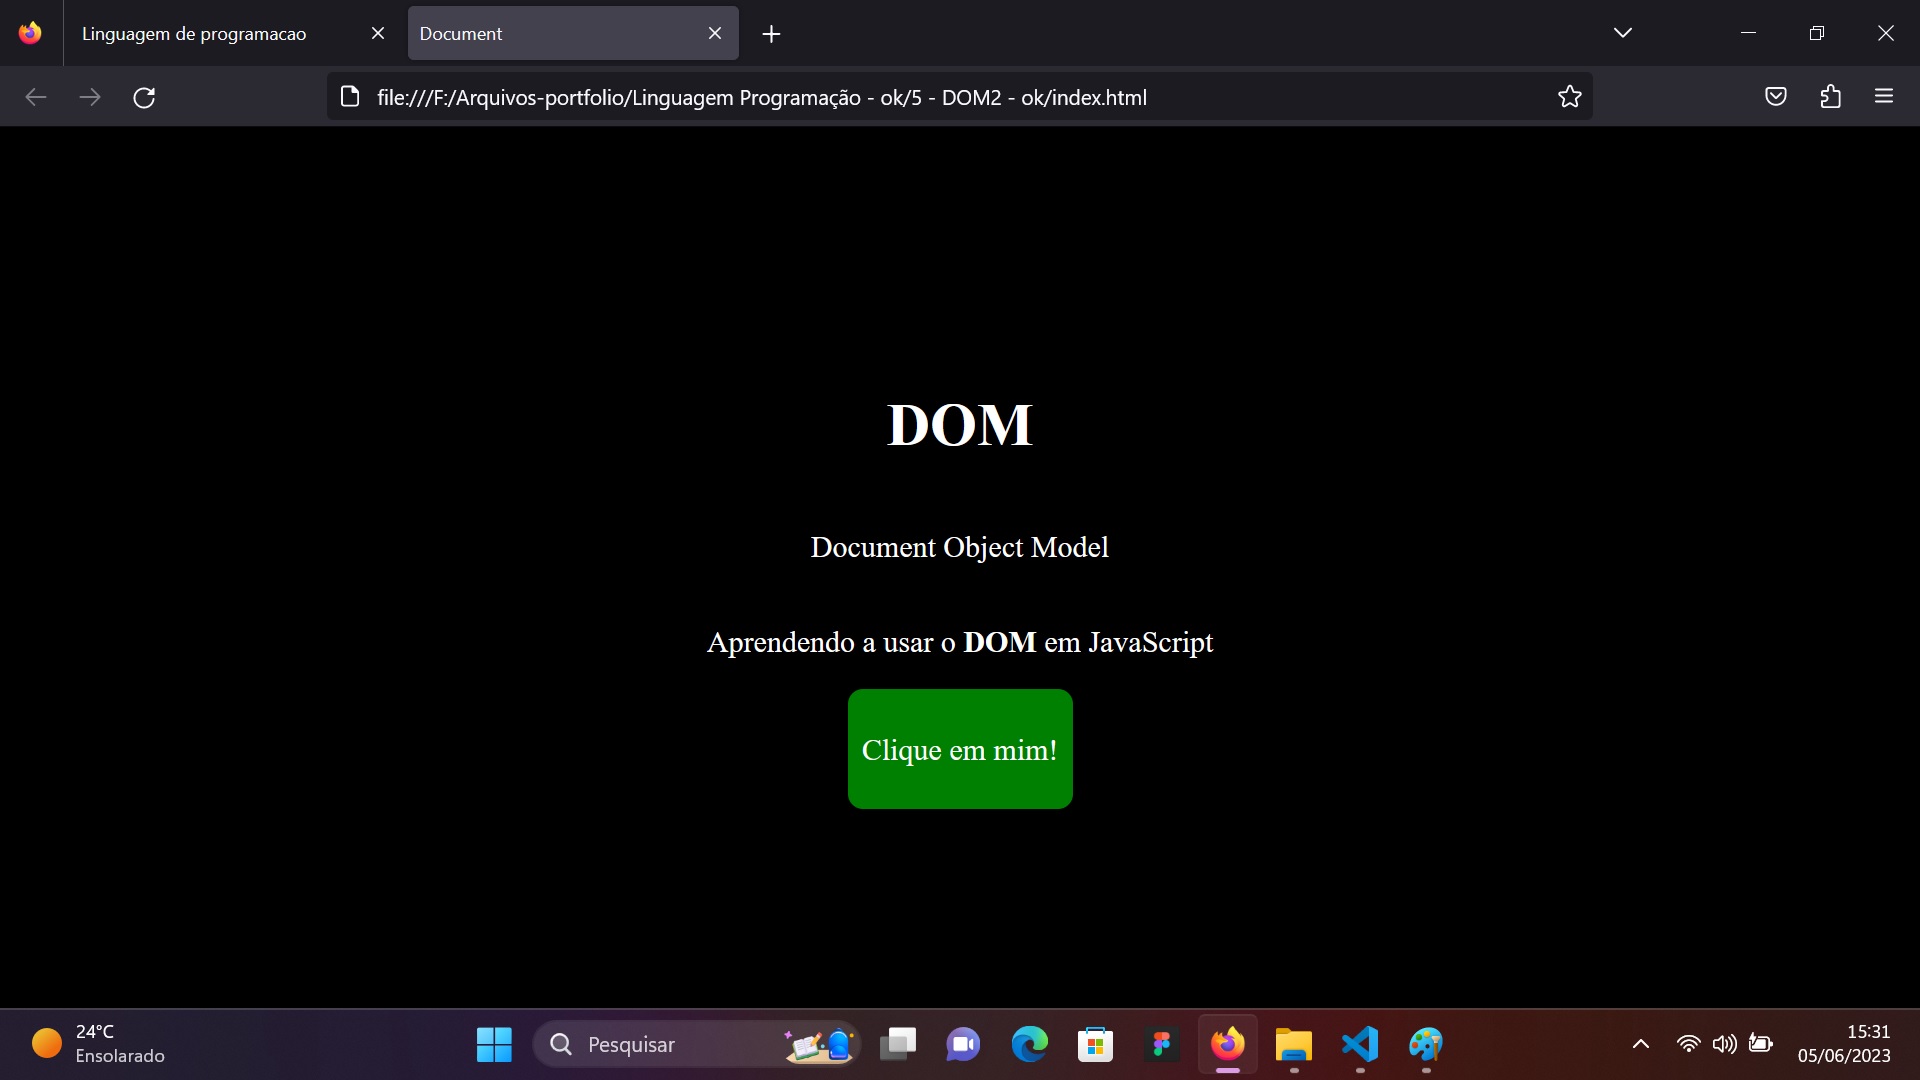 Linguagem de programacao
Document
file:///F:/Arquivos-portfolio/Linguagem Programação - ok/5 - DOM2 - ok/index.html
DOM
Document Object Model
Aprendendo a usar o DOM em JavaScript
Clique em mim!
24°C
Ensolarado
Pesquisar
15:31
05/06/2023